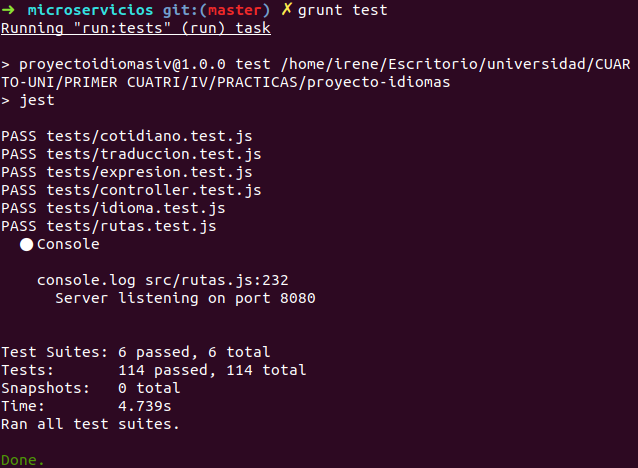 ➜ microservicios git:(master) ✗ grunt test
Running "run:tests" (run) task
> proyectoidiomasiv@1.0.0 test /home/irene/Escritorio/universidad/CUAR
TO-UNI/PRIMER CUATRI/IV/PRACTICAS/proyecto-idiomas
> jest
PASS tests/cotidiano.test.js
PASS tests/traduccion.test.js
PASS tests/expresion.test.js
PASS tests/controller.test.js
PASS tests/idioma.test.js
PASS tests/rutas.test.js
● Console
console.log src/rutas.js:232
Server listening on port 8080
Test Suites: 6 passed, 6 total
Tests: 114 passed, 114 total
Snapshots: 0 total
Time: 4.739s
Ran all test suites.
Done.